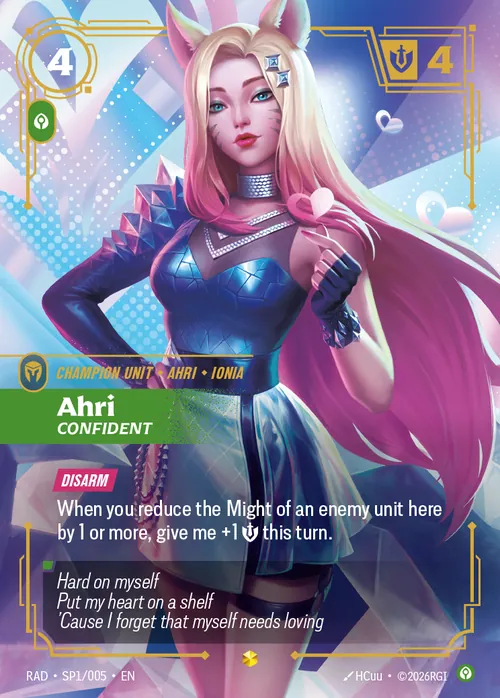 4
4
CHAMPION UNIT • AHRI • IONIA
Ahri
CONFIDENT
DISARM
When you reduce the Might of an enemy unit here
by 1 or more, give me +1 this turn.
Hard on myself
Put my heart on a shelf
'Cause I forget that myself needs loving
RAD • SP1/005 • EN
HCuu • ©2026RGI